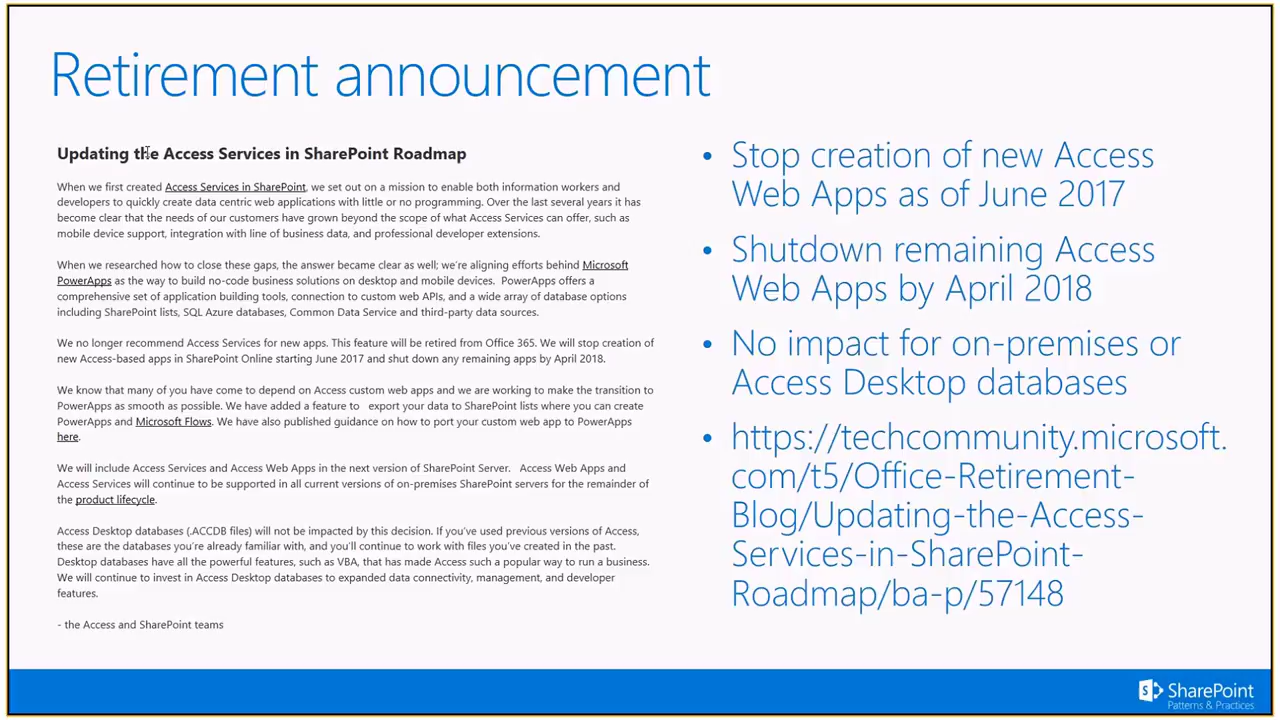 Retirement announcement
Updating the Access Services in SharePoint Roadmap
When we first created Access Services in SharePoint, we set out on a mission to enable both information workers and
developers to quickly create data centric web applications with little or no programming. Over the last several years it has
become clear that the needs of our customers have grown beyond the scope of what Access Services can offer, such as
mobile device support, integration with line of business data, and professional developer extensions.
When we researched how to close these gaps, the answer became clear as well; we're aligning efforts behind Microsoft
PowerApps as the way to build no-code business solutions on desktop and mobile devices. PowerApps offers a
comprehensive set of application building tools, connection to custom web APIs, and a wide array of database options
including SharePoint lists, SQL Azure databases, Common Data Service and third-party data sources.
We no longer recommend Access Services for new apps. This feature will be retired from Office 365. We will stop creation of
new Access-based apps in SharePoint Online starting June 2017 and shut down any remaining apps by April 2018.
We know that many of you have come to depend on Access custom web apps and we are working to make the transition to
PowerApps as smooth as possible. We have added a feature to export your data to SharePoint lists where you can create
PowerApps and Microsoft Flows. We have also published guidance on how to port your custom web app to PowerApps
here.
We will include Access Services and Access Web Apps in the next version of SharePoint Server. Access Web Apps and
Access Services will continue to be supported in all current versions of on-premises SharePoint servers for the remainder of
the product lifecycle.
Access Desktop databases (.ACCDB files) will not be impacted by this decision. If you've used previous versions of Access,
these are the databases you're already familiar with, and you'll continue to work with files you've created in the past.
Desktop databases have all the powerful features, such as VBA, that has made Access such a popular way to run a business.
We will continue to invest in Access Desktop databases to expanded data connectivity, management, and developer
features.
- the Access and SharePoint teams
• Stop creation of new Access
Web Apps as of June 2017
• Shutdown remaining Access
Web Apps by April 2018
• No impact for on-premises or
Access Desktop databases
• https://techcommunity.microsoft.
com/t5/Office-Retirement-
Blog/Updating-the-Access-
Services-in-SharePoint-
Roadmap/ba-p/57148
S
SharePoint
Patterns & Practices